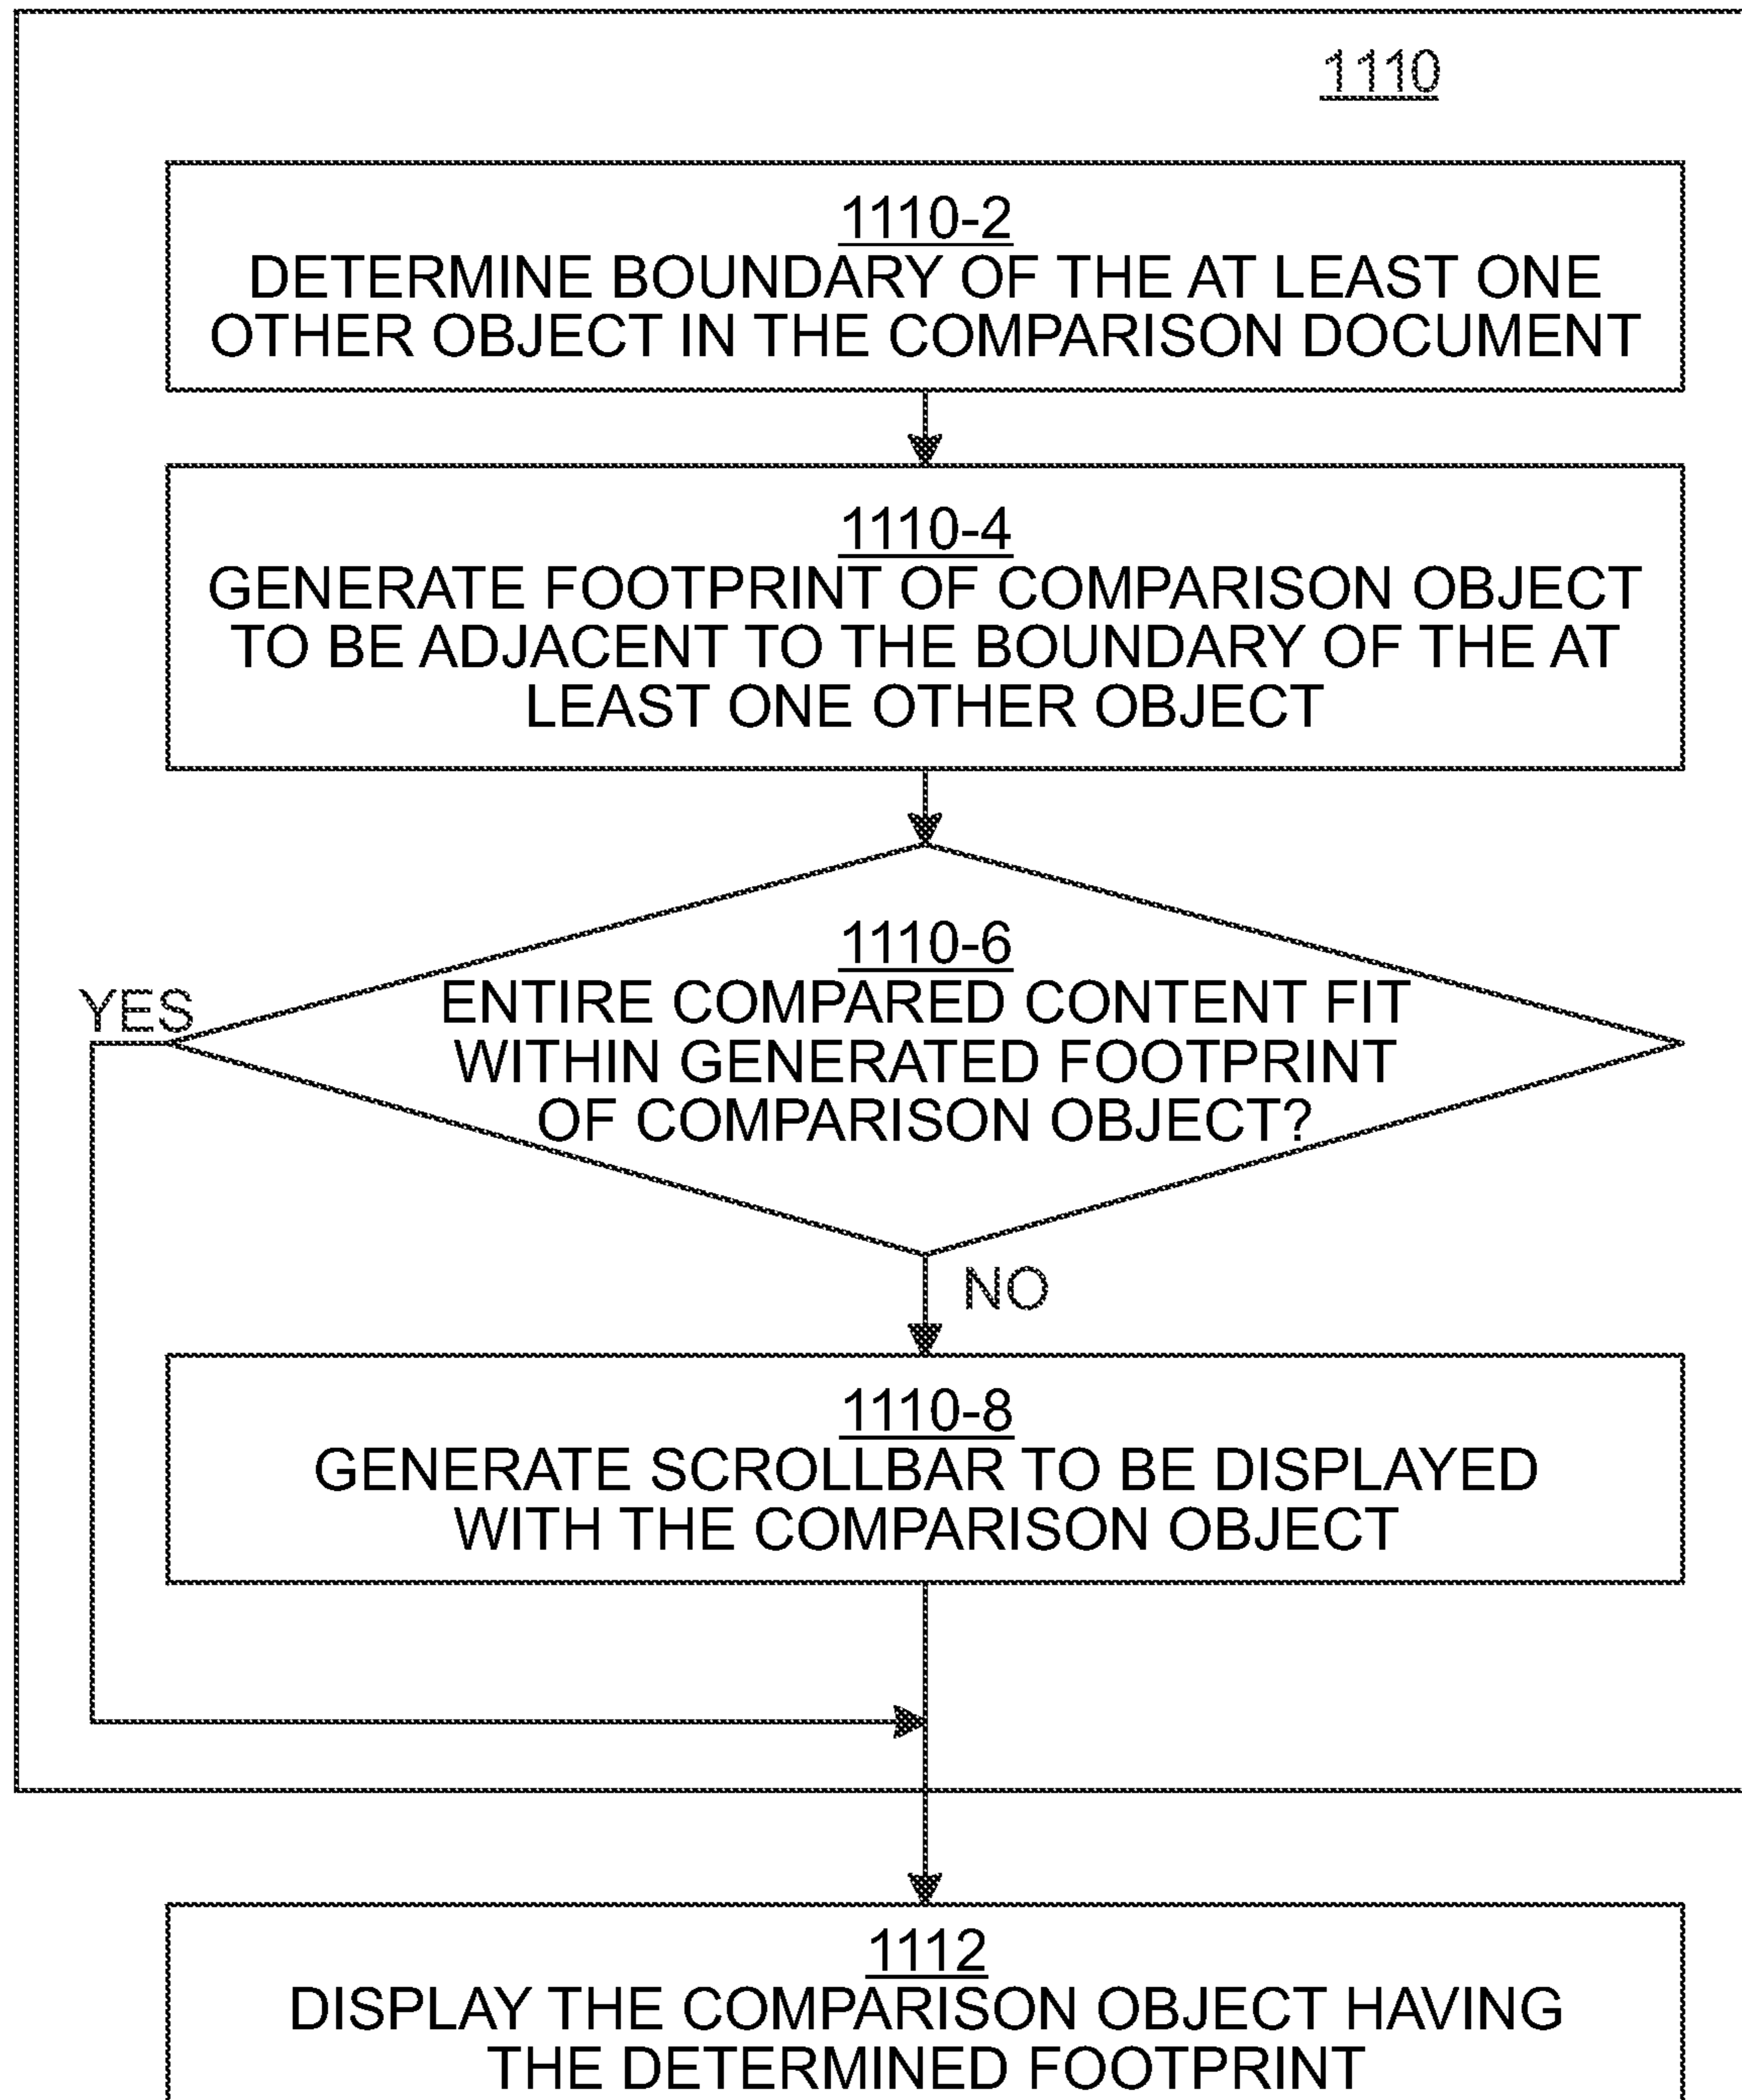 1110
1110-2
DETERMINE BOUNDARY OF THE AT LEAST ONE
OTHER OBJECT IN THE COMPARISON DOCUMENT
1110-4
GENERATE FOOTPRINT OF COMPARISON OBJECT
TO BE ADJACENT TO THE BOUNDARY OF THE AT
LEAST ONE OTHER OBJECT
1110-6
ENTIRE COMPARED CONTENT FIT
WITHIN GENERATED FOOTPRINT
OF COMPARISON OBJECT?
YES
NO
1110-8
GENERATE SCROLLBAR TO BE DISPLAYED
WITH THE COMPARISON OBJECT
1112
DISPLAY THE COMPARISON OBJECT HAVING
THE DETERMINED FOOTPRINT